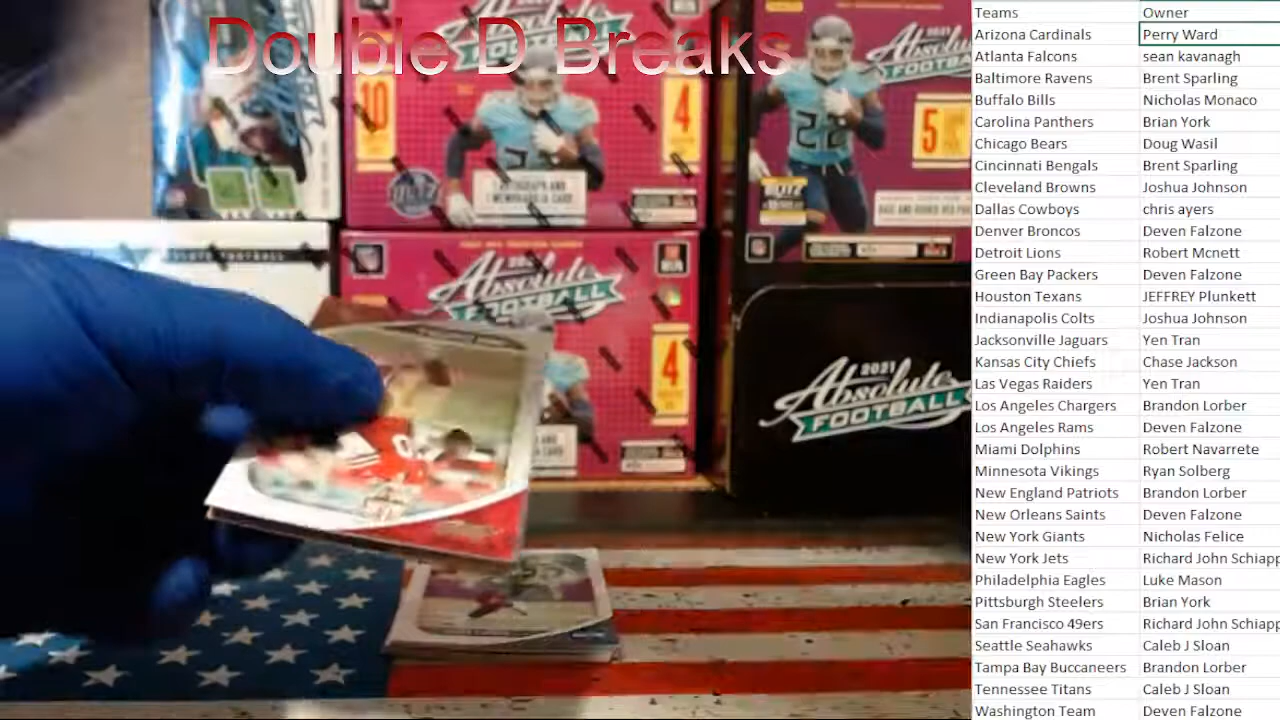 Double D Breaks
Absolute
FOOTBALL
10
4
22
5
Absolute
FOOTBALL
4
2021
Absolute
FOOTBALL
Teams Owner
Arizona Cardinals Perry Ward
Atlanta Falcons sean kavanagh
Baltimore Ravens Brent Sparling
Buffalo Bills Nicholas Monaco
Carolina Panthers Brian York
Chicago Bears Doug Wasil
Cincinnati Bengals Brent Sparling
Cleveland Browns Joshua Johnson
Dallas Cowboys chris ayers
Denver Broncos Deven Falzone
Detroit Lions Robert Mcnett
Green Bay Packers Deven Falzone
Houston Texans JEFFREY Plunkett
Indianapolis Colts Joshua Johnson
Jacksonville Jaguars Yen Tran
Kansas City Chiefs Chase Jackson
Las Vegas Raiders Yen Tran
Los Angeles Chargers Brandon Lorber
Los Angeles Rams Deven Falzone
Miami Dolphins Robert Navarrete
Minnesota Vikings Ryan Solberg
New England Patriots Brandon Lorber
New Orleans Saints Deven Falzone
New York Giants Nicholas Felice
New York Jets Richard John Schiapp
Philadelphia Eagles Luke Mason
Pittsburgh Steelers Brian York
San Francisco 49ers Richard John Schiapp
Seattle Seahawks Caleb J Sloan
Tampa Bay Buccaneers Brandon Lorber
Tennessee Titans Caleb J Sloan
Washington Team Deven Falzone